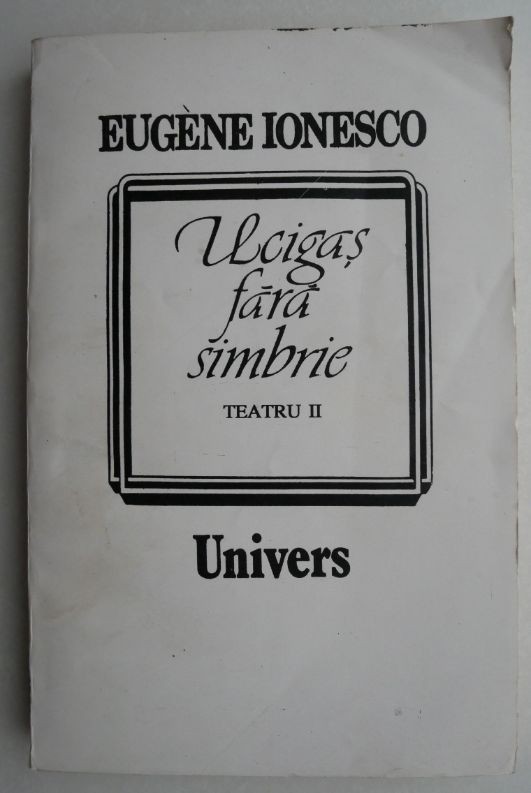 EUGÈNE IONESCO
Ucigaș
fără
simbrie
TEATRU II
Univers